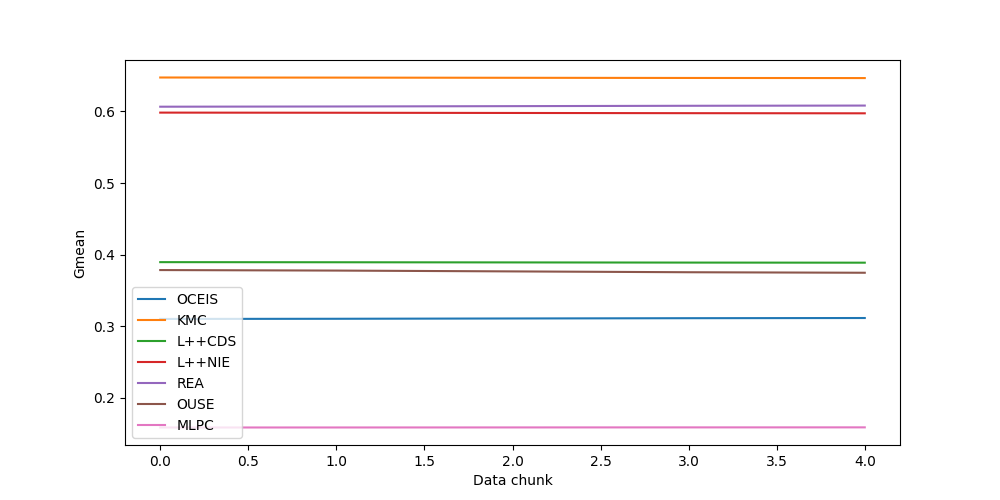 0.6
0.5
0.4
0.3
0.2
Gmean
OCEIS
KMC
L++CDS
L++NIE
REA
OUSE
MLPC
0.0 0.5 1.0 1.5 2.0 2.5 3.0 3.5 4.0
Data chunk